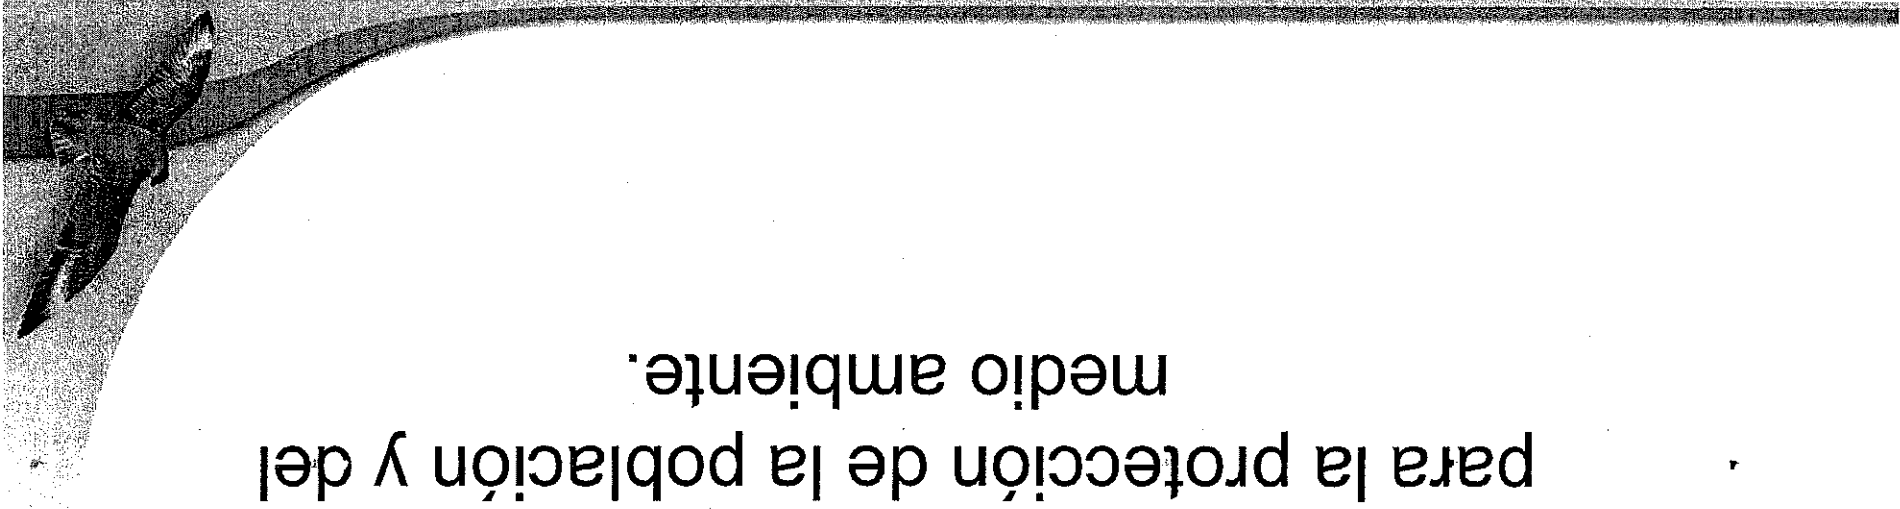 para la protección de la población y del
medio ambiente.